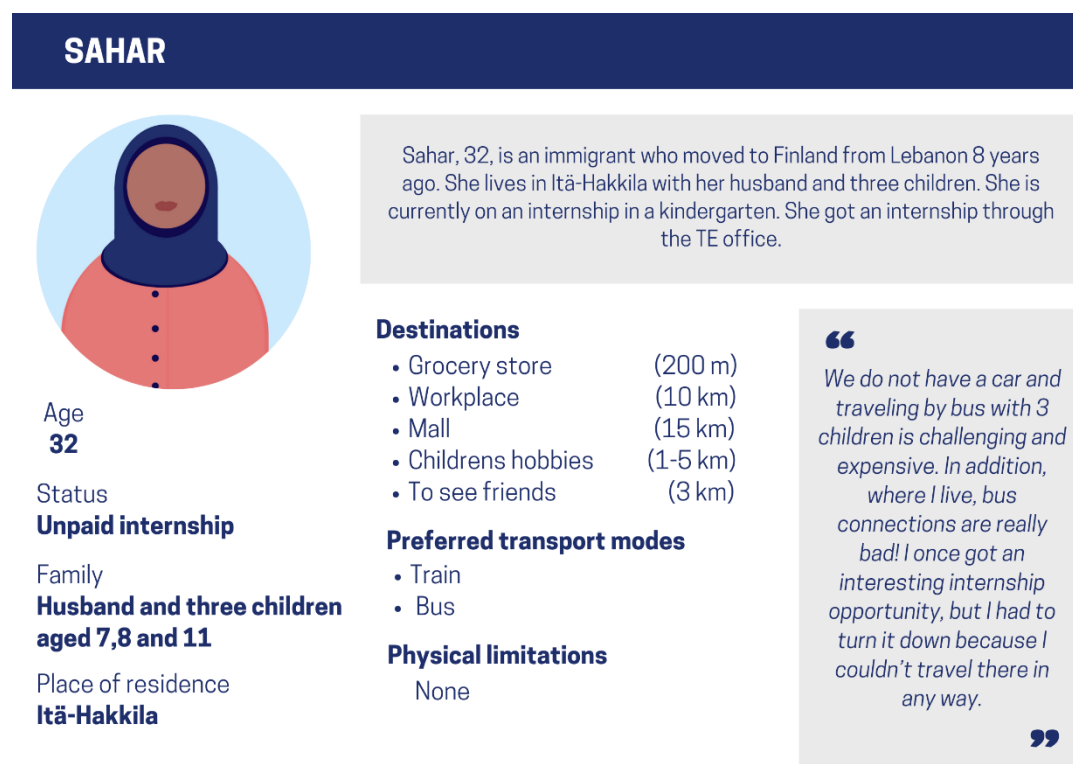 SAHAR
Sahar, 32, is an immigrant who moved to Finland from Lebanon 8 years
ago. She lives in Itä-Hakkila with her husband and three children. She is
currently on an internship in a kindergarten. She got an internship through
the TE office.
Age
32
Status
Unpaid internship
Family
Husband and three children
aged 7,8 and 11
Place of residence
Itä-Hakkila
Destinations
• Grocery store (200 m)
• Workplace (10 km)
• Mall (15 km)
• Childrens hobbies (1-5 km)
• To see friends (3 km)
Preferred transport modes
• Train
• Bus
Physical limitations
None
“
We do not have a car and
traveling by bus with 3
children is challenging and
expensive. In addition,
where I live, bus
connections are really
bad! I once got an
interesting internship
opportunity, but I had to
turn it down because I
couldn’t travel there in
any way.
”